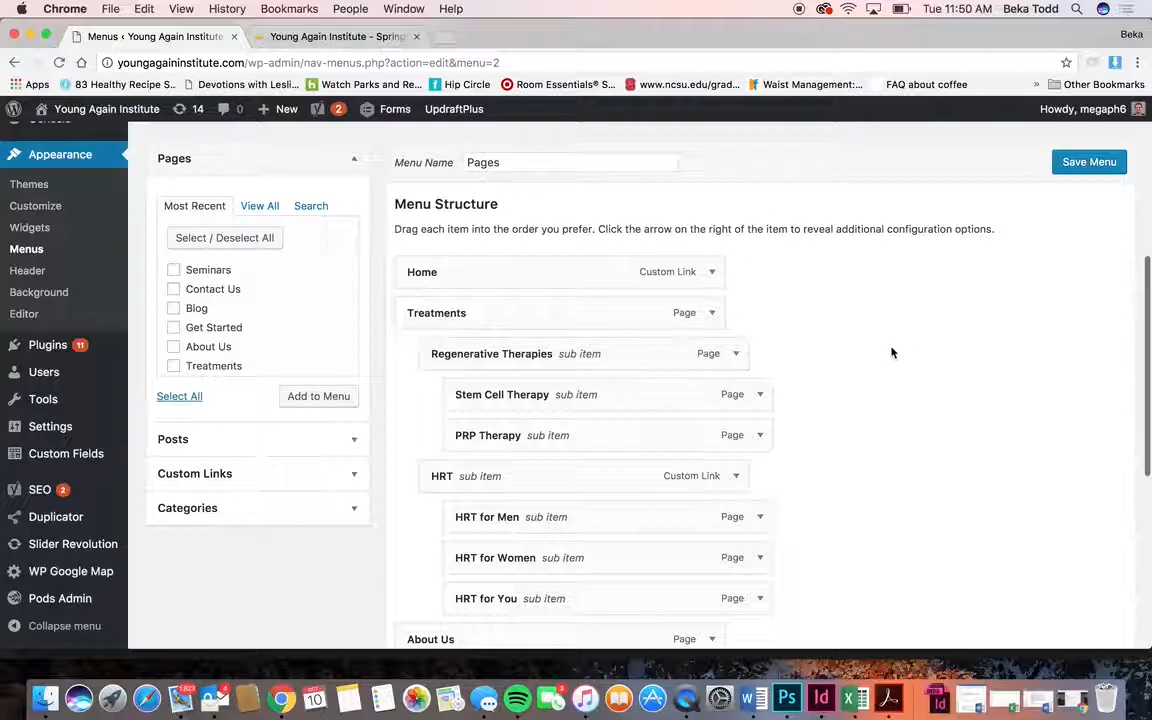 Chrome File Edit View History Bookmarks People Window Help Tue 11:50 AM Beka Todd
Menus ‹ Young Again Institute Young Again Institute - Spring Beka
youngagaininstitute.com/wp-admin/nav-menus.php?action=edit&menu=2
Apps 83 Healthy Recipe S... Devotions with Lesli... Watch Parks and Re... Hip Circle Room Essentials® S... www.ncsu.edu/grad... Waist Management:... FAQ about coffee » Other Bookmarks
Young Again Institute 14 0 New 2 Forms UpdraftPlus Howdy, megaph6
Appearance
Themes
Customize
Widgets
Menus
Header
Background
Editor
Plugins 11
Users
Tools
Settings
Custom Fields
SEO 2
Duplicator
Slider Revolution
WP Google Map
Pods Admin
Collapse menu
Pages
Most Recent View All Search
Select / Deselect All
Seminars
Contact Us
Blog
Get Started
About Us
Treatments
Select All Add to Menu
Posts
Custom Links
Categories
Menu Name Pages Save Menu
Menu Structure
Drag each item into the order you prefer. Click the arrow on the right of the item to reveal additional configuration options.
Home Custom Link
Treatments Page
Regenerative Therapies sub item Page
Stem Cell Therapy sub item Page
PRP Therapy sub item Page
HRT sub item Custom Link
HRT for Men sub item Page
HRT for Women sub item Page
HRT for You sub item Page
About Us Page
1,823 4 OCT 10 3 Ps Id